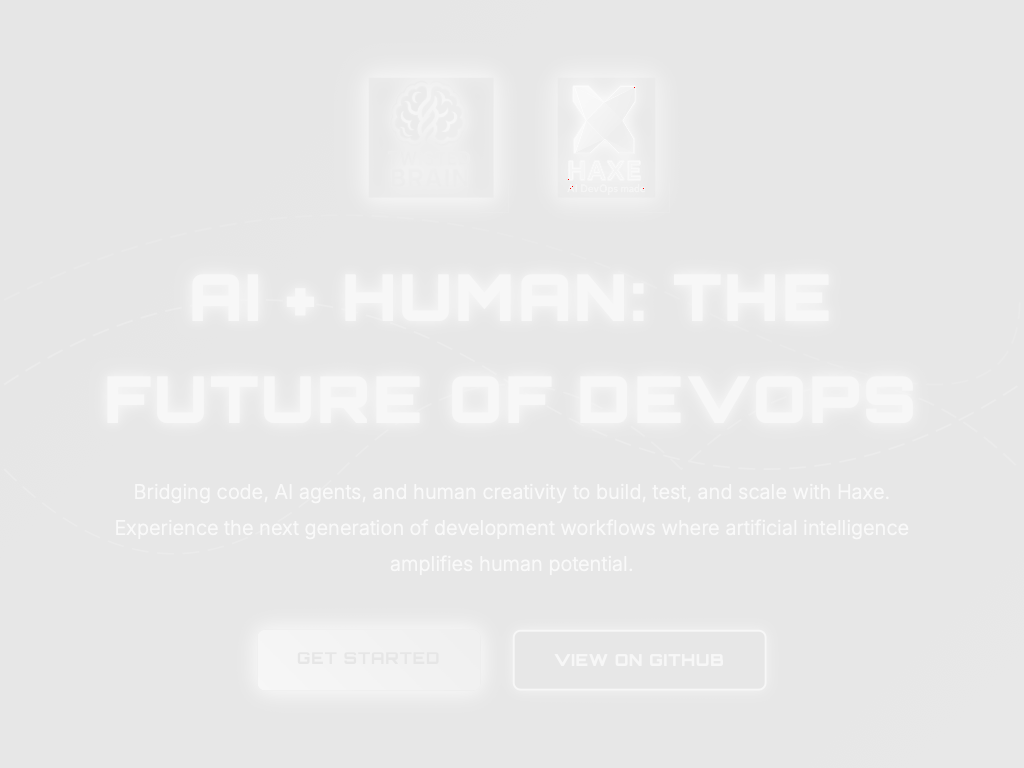 BRAIN
HAXE
DevOps
AI + HUMAN: THE
FUTURE OF DEVOPS
Bridging code, AI agents, and human creativity to build, test, and scale with Haxe.
Experience the next generation of development workflows where artificial intelligence
amplifies human potential.
GET STARTED
VIEW ON GITHUB